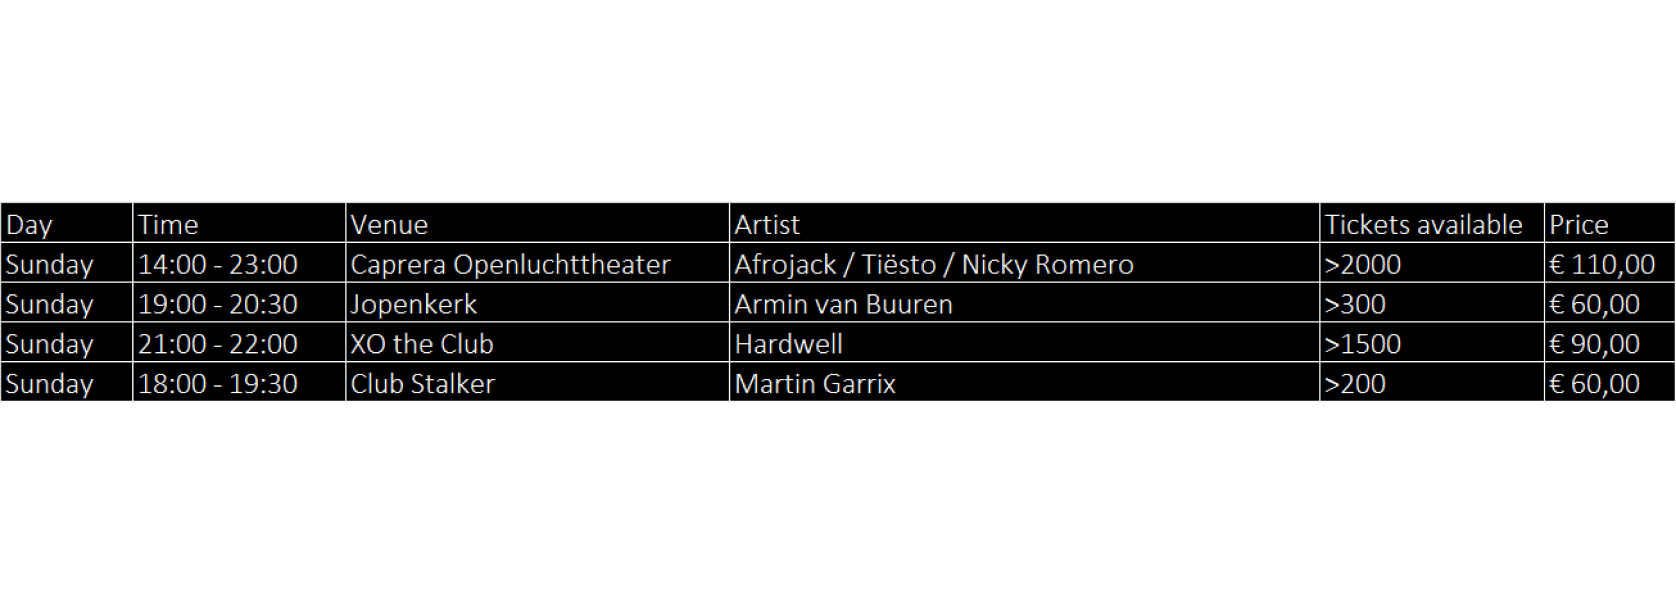 Day Time Venue Artist Tickets available Price
Sunday 14:00 - 23:00 Caprera Openluchttheater Afrojack / Tiësto / Nicky Romero >2000 € 110,00
Sunday 19:00 - 20:30 Jopenkerk Armin van Buuren >300 € 60,00
Sunday 21:00 - 22:00 XO the Club Hardwell >1500 € 90,00
Sunday 18:00 - 19:30 Club Stalker Martin Garrix >200 € 60,00